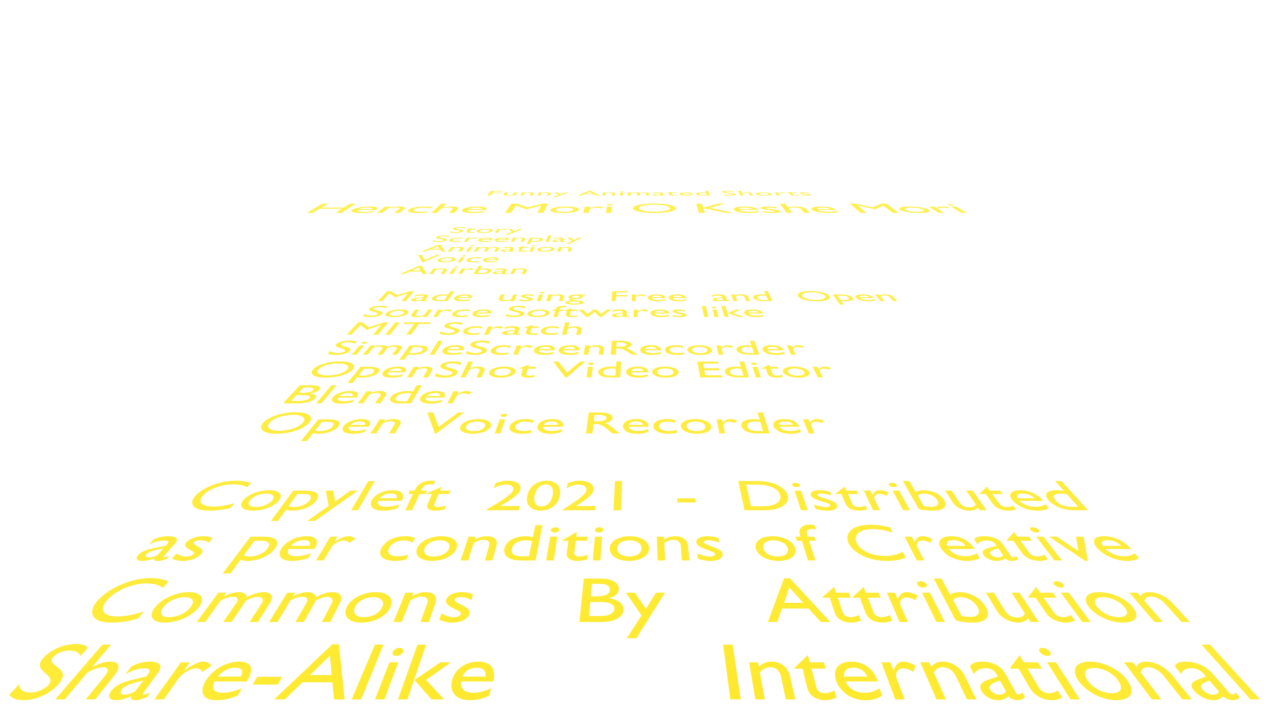 Funny Animated Shorts
Henche Mori O Keshe Mori
Story
Screenplay
Animation
Voice
Anirban
Made using Free and Open
Source Softwares like
MIT Scratch
SimpleScreenRecorder
OpenShot Video Editor
Blender
Open Voice Recorder
Copyleft 2021 - Distributed
as per conditions of Creative
Commons By Attribution
Share-Alike International